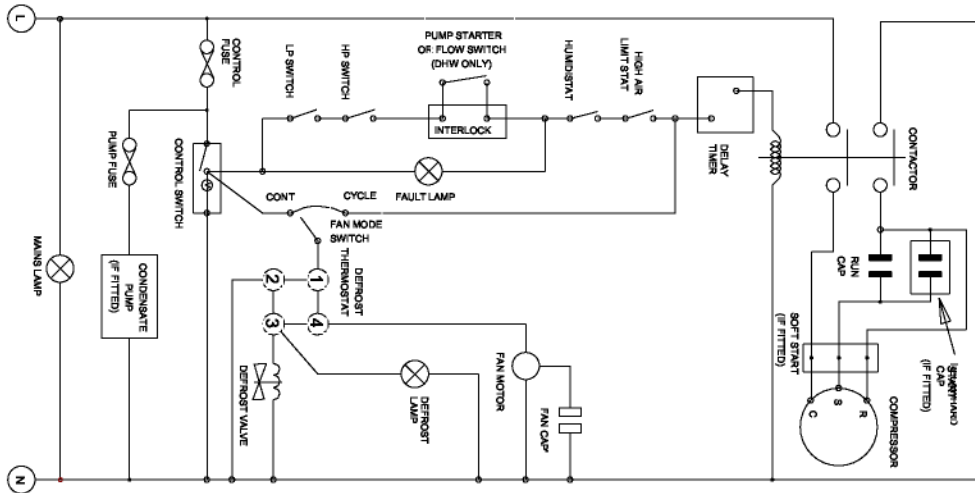 L
CONTROL
FUSE
PUMP FUSE
MAINS LAMP
CONDENSATE
PUMP
(IF FITTED)
CONTROL SWITCH
LP SWITCH
HP SWITCH
PUMP STARTER
OR FLOW SWITCH
(DHW ONLY)
INTERLOCK
HUMIDISTAT
HIGH AIR
LIMIT STAT
DELAY
TIMER
CONTACTOR
FAULT LAMP
CONT
CYCLE
FAN MODE
SWITCH
DEFROST
THERMOSTAT
2
1
3
4
DEFROST VALVE
DEFROST
LAMP
FAN MOTOR
FAN CAP'
RUN
CAP
CAP
(IF FITTED)
SOFT START
(IF FITTED)
C
S
R
COMPRESSOR
N